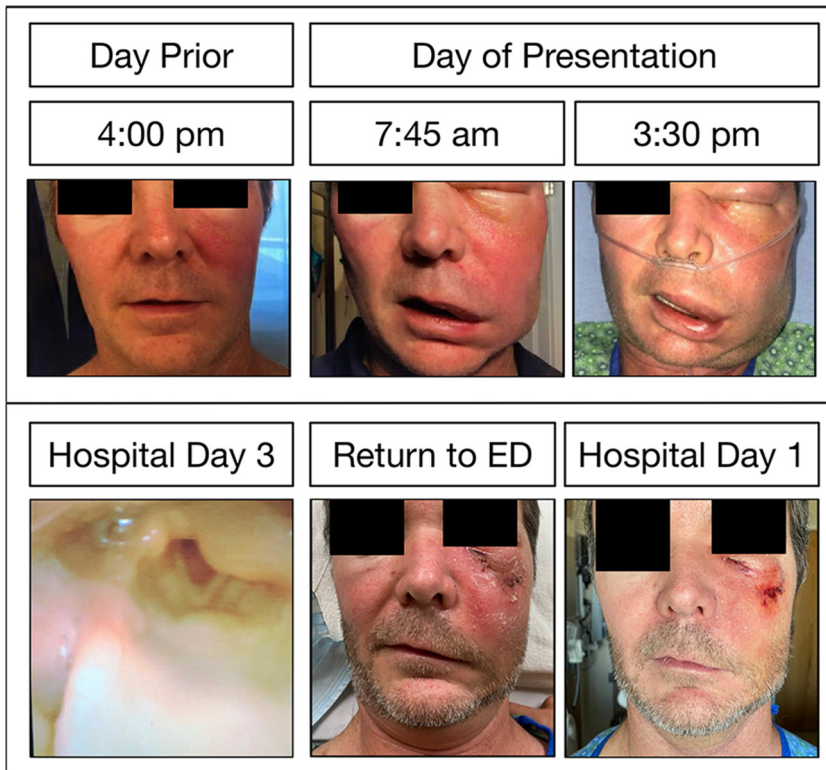 Day Prior
Day of Presentation
4:00 pm
7:45 am
3:30 pm
Hospital Day 3
Return to ED
Hospital Day 1